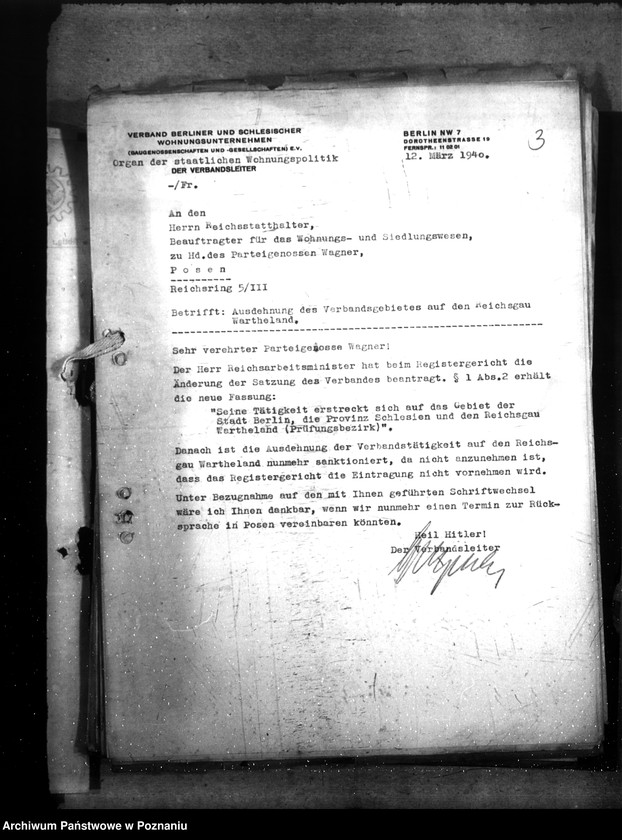 VERBAND BERLINER UND SCHLESISCHER
WOHNUNGSUNTERNEHMEN
(BAUGENOSSENSCHAFTEN UND -GESELLSCHAFTEN) E.V.
Organ der staatlichen Wohnungspolitik
DER VERBANDSLEITER
-/Fr.
BERLIN NW 7
DOROTHEENSTRASSE 19
FERNSPR.: 11 02 01
12. März 1940.
3
An den
Herrn Reichsstatthalter,
Beauftragter für das Wohnungs- und Siedlungswesen,
zu Hd.des Parteigenossen Wagner,
P o s e n
Reichsring 5/III
Betrifft: Ausdehnung des Verbandsgebietes auf den Reichsgau
Wartheland.
Sehr verehrter Parteigenosse Wagner!
Der Herr Reichsarbeitsminister hat beim Registergericht die
Änderung der Satzung des Verbandes beantragt. § 1 Abs.2 erhält
die neue Fassung:
"Seine Tätigkeit erstreckt sich auf das Gebiet der
Stadt Berlin, die Provinz Schlesien und den Reichsgau
Wartheland (Prüfungsbezirk)".
Danach ist die Ausdehnung der Verbandstätigkeit auf den Reichs-
gau Wartheland nunmehr sanktioniert, da nicht anzunehmen ist,
dass das Registergericht die Eintragung nicht vornehmen wird.
Unter Bezugnahme auf den mit Ihnen geführten Schriftwechsel
wäre ich Ihnen dankbar, wenn wir nunmehr einen Termin zur Rück-
sprache in Posen vereinbaren könnten.
Heil Hitler!
Der Verbandsleiter
Archiwum Państwowe w Poznaniu